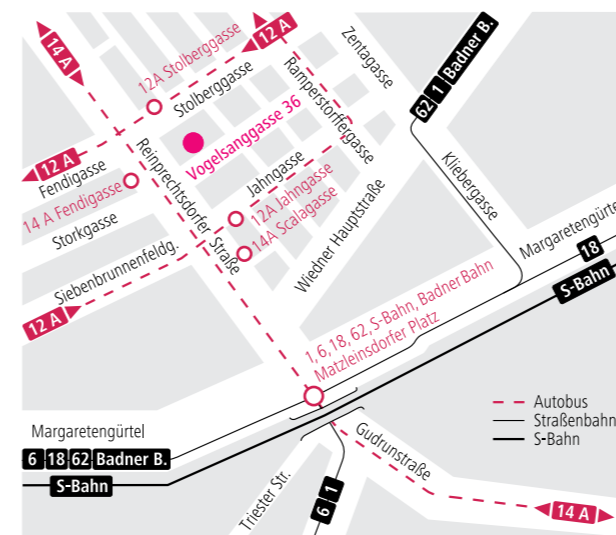 14 A
12A Stolberggasse
12 A
Zentagasse
Stolberggasse
Ramperstorffergasse
62 1 Badner B.
Vogelsanggasse 36
Reinprechtsdorfer Straße
12 A
Fendigasse
14 A Fendigasse
Jahngasse
Kliebergasse
12A Jahngasse
14A Scalagasse
Storkgasse
Wiedner Hauptstraße
Margaretengürtel
18
Siebenbrunnenfeldg.
S-Bahn
12 A
1, 6, 18, 62, S-Bahn, Badner Bahn
Matzleinsdorfer Platz
Autobus
Straßenbahn
S-Bahn
Margaretengürtel
6 18 62 Badner B.
S-Bahn
Gudrunstraße
Triester Str.
6 1
14 A